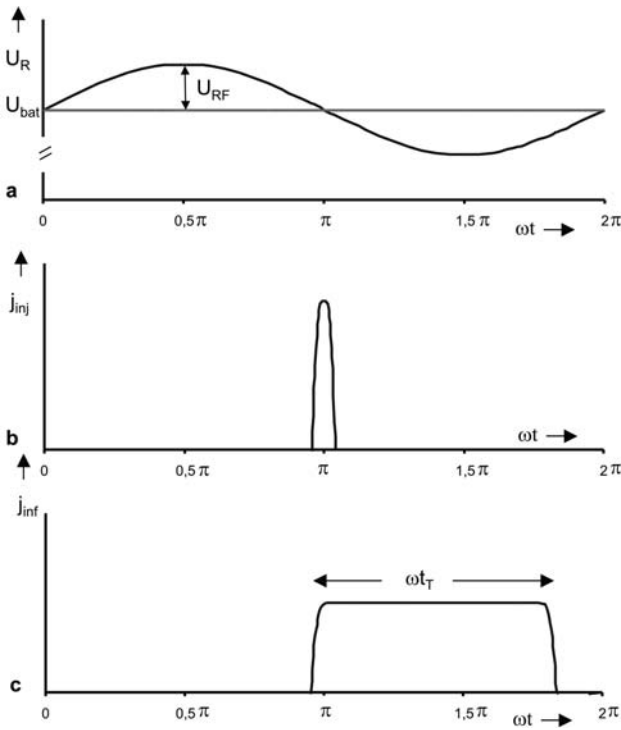 U_R
U_RF
U_bat
a
0 0,5π π 1,5π 2π
ωt
j_inj
ωt
b
0 0,5π π 1,5π 2π
j_inf
ωt_T
c
0 0,5π π 1,5π 2π
ωt